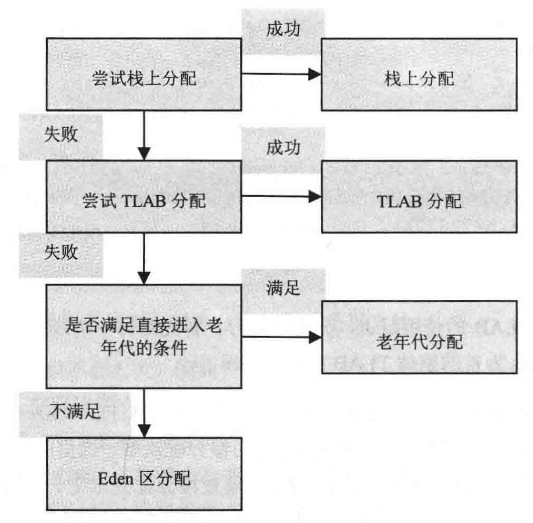 成功
尝试栈上分配
栈上分配
失败
成功
尝试 TLAB 分配
TLAB 分配
失败
满足
是否满足直接进入老
年代的条件
老年代分配
不满足
Eden 区分配